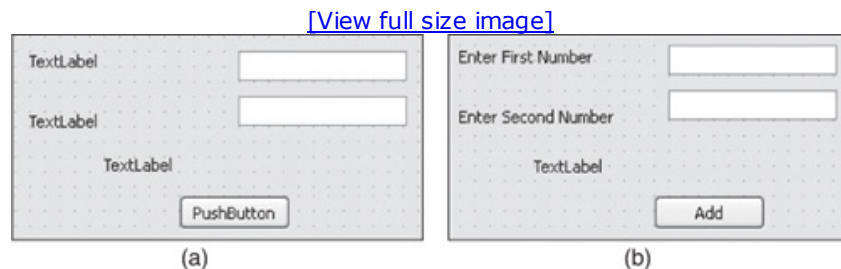 [View full size image]
TextLabel
TextLabel
TextLabel
PushButton
(a)
Enter First Number
Enter Second Number
TextLabel
Add
(b)